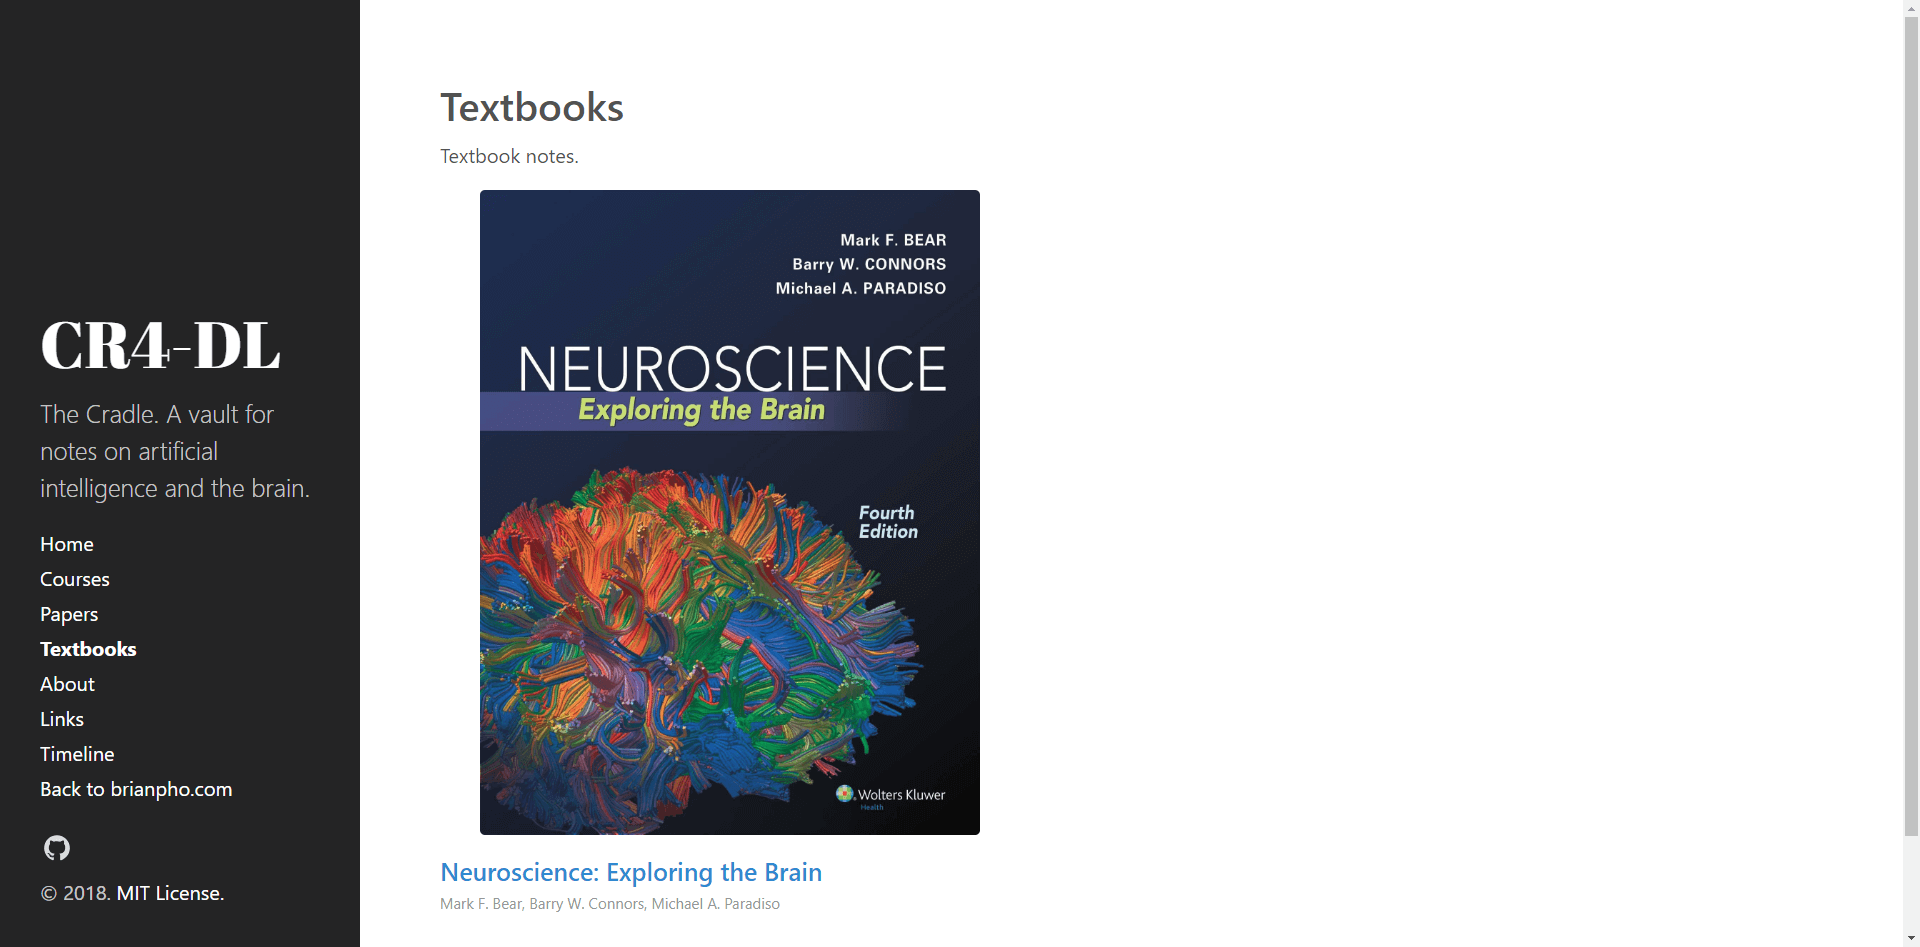 CR4-DL
The Cradle. A vault for
notes on artificial
intelligence and the brain.
Home
Courses
Papers
Textbooks
About
Links
Timeline
Back to brianpho.com
© 2018. MIT License.
Textbooks
Textbook notes.
Mark F. BEAR
Barry W. CONNORS
Michael A. PARADISO
NEUROSCIENCE
Exploring the Brain
Fourth
Edition
Wolters Kluwer
Health
Neuroscience: Exploring the Brain
Mark F. Bear, Barry W. Connors, Michael A. Paradiso